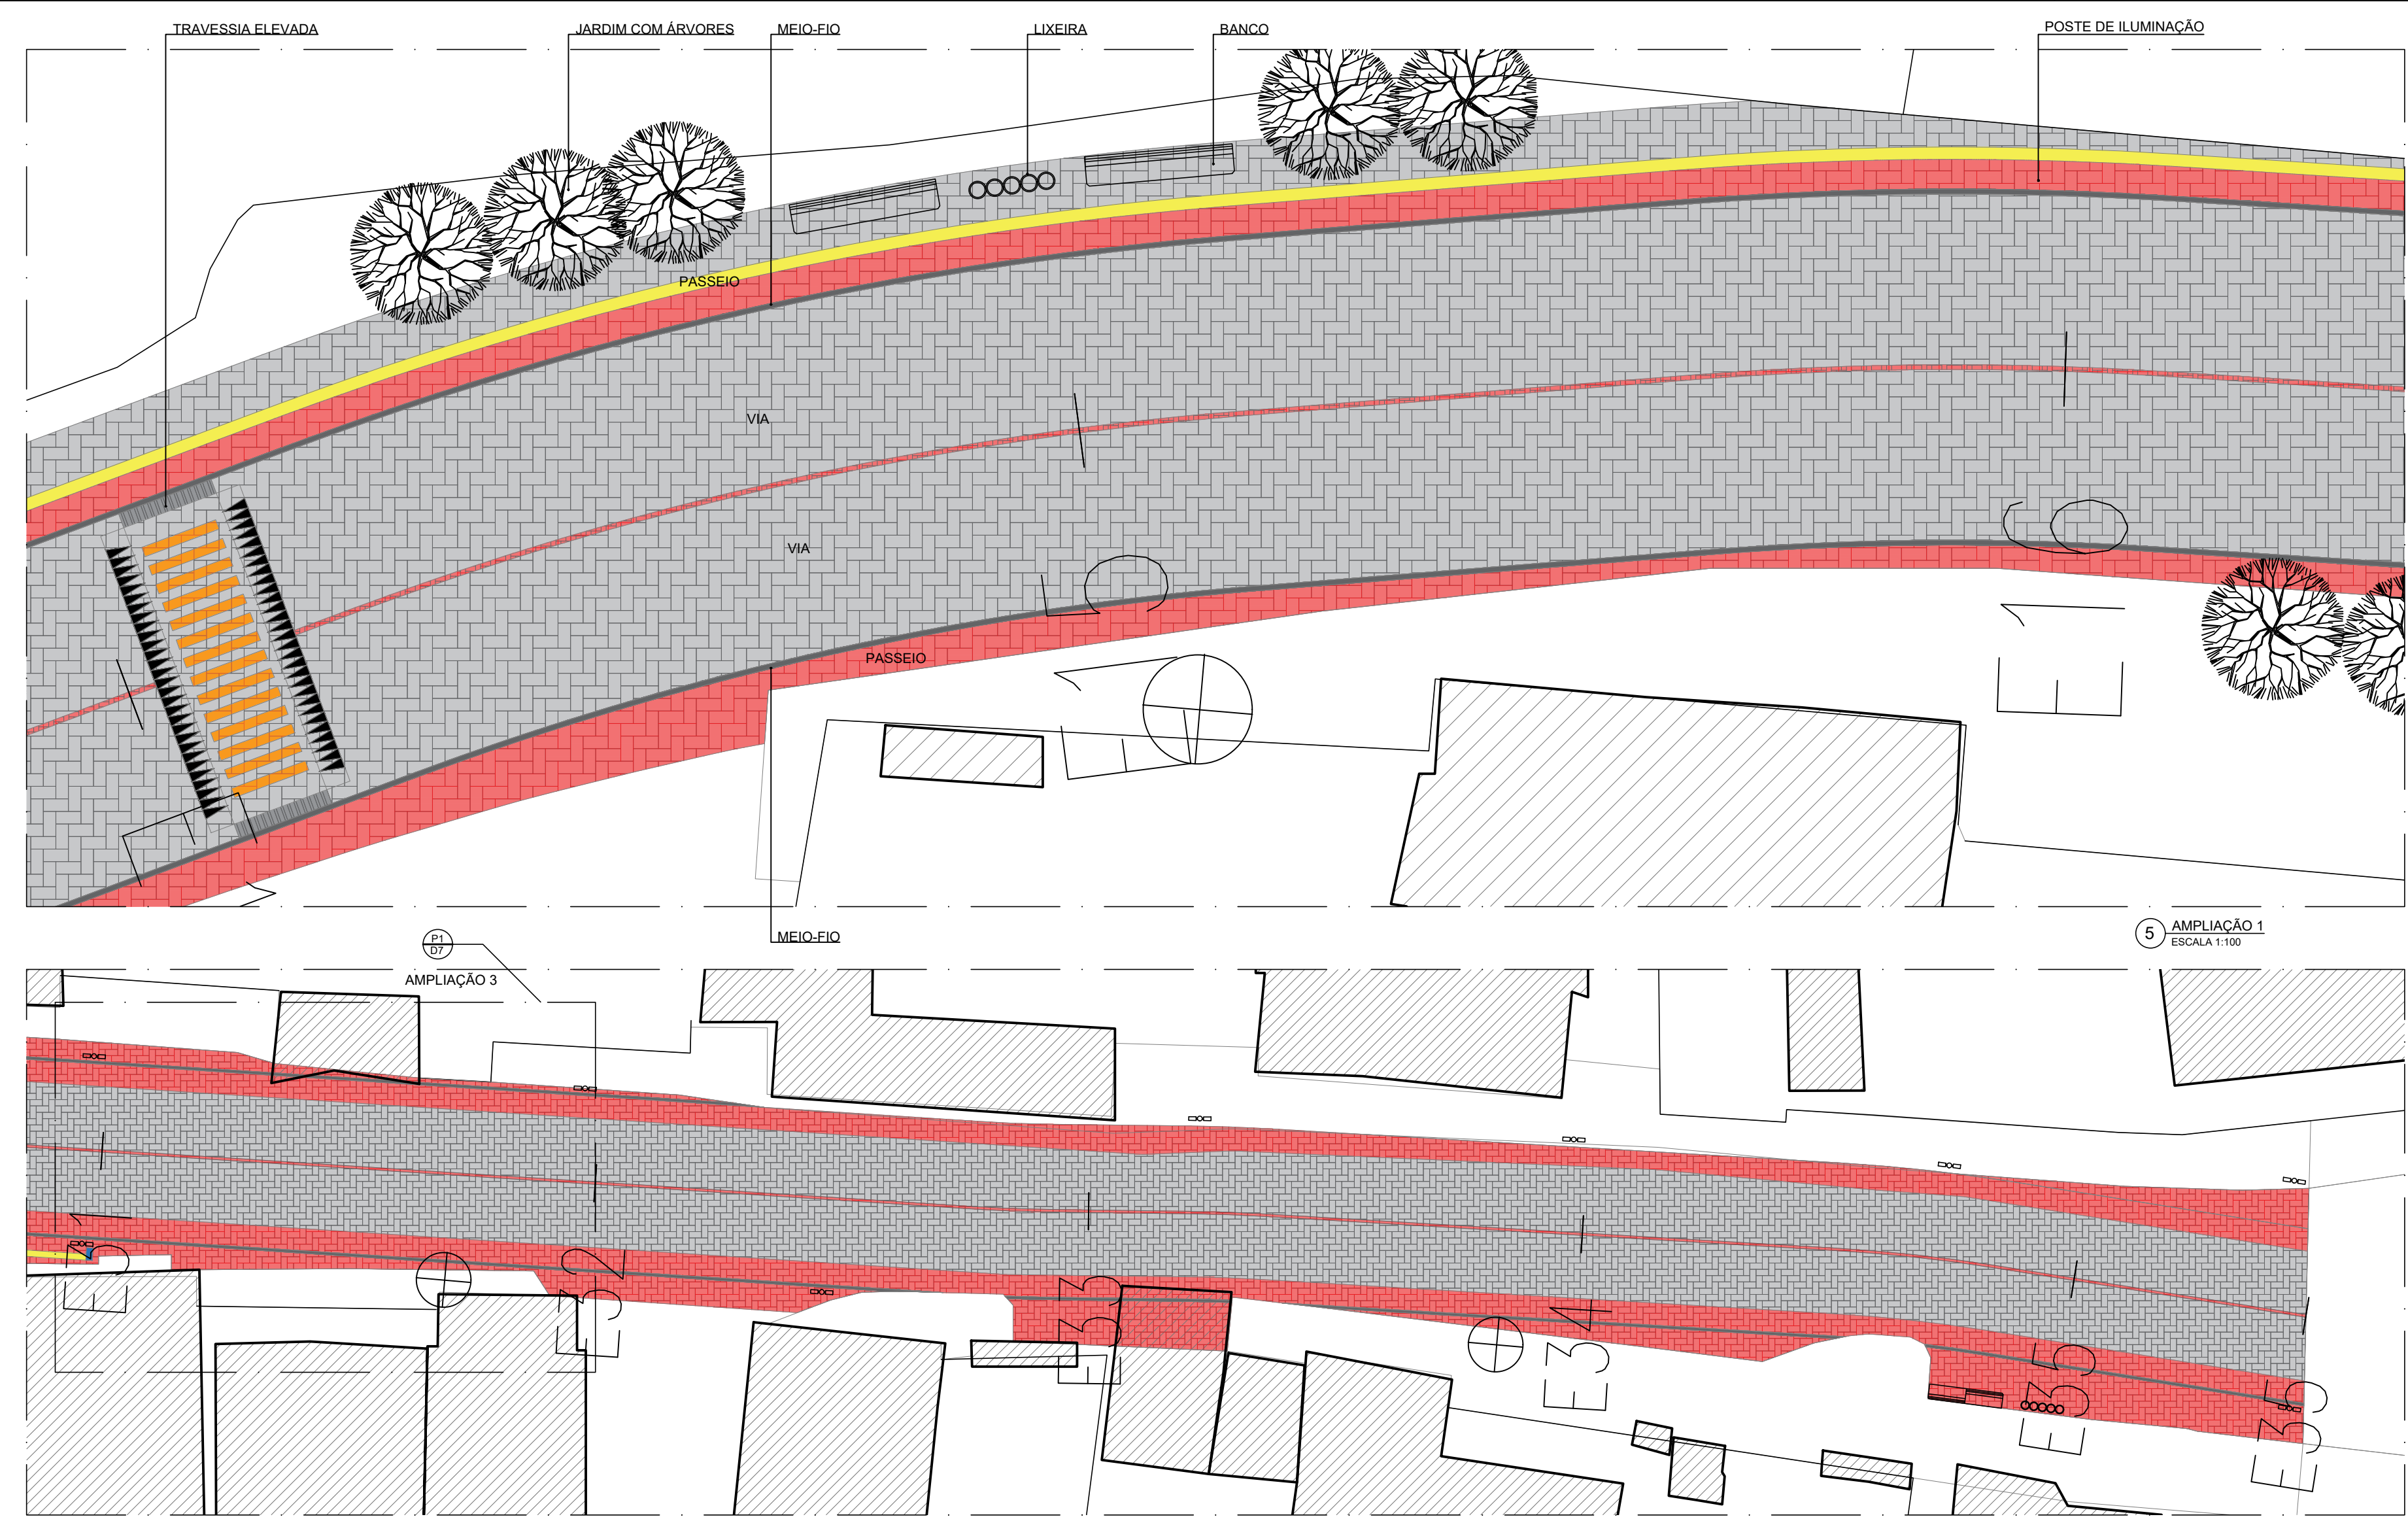 TRAVESSIA ELEVADA
JARDIM COM ÁRVORES
MEIO-FIO
LIXEIRA
BANCO
POSTE DE ILUMINAÇÃO
PASSEIO
VIA
VIA
PASSEIO
MEIO-FIO
5
AMPLIAÇÃO 1
ESCALA 1:100
P1
D7
AMPLIAÇÃO 3